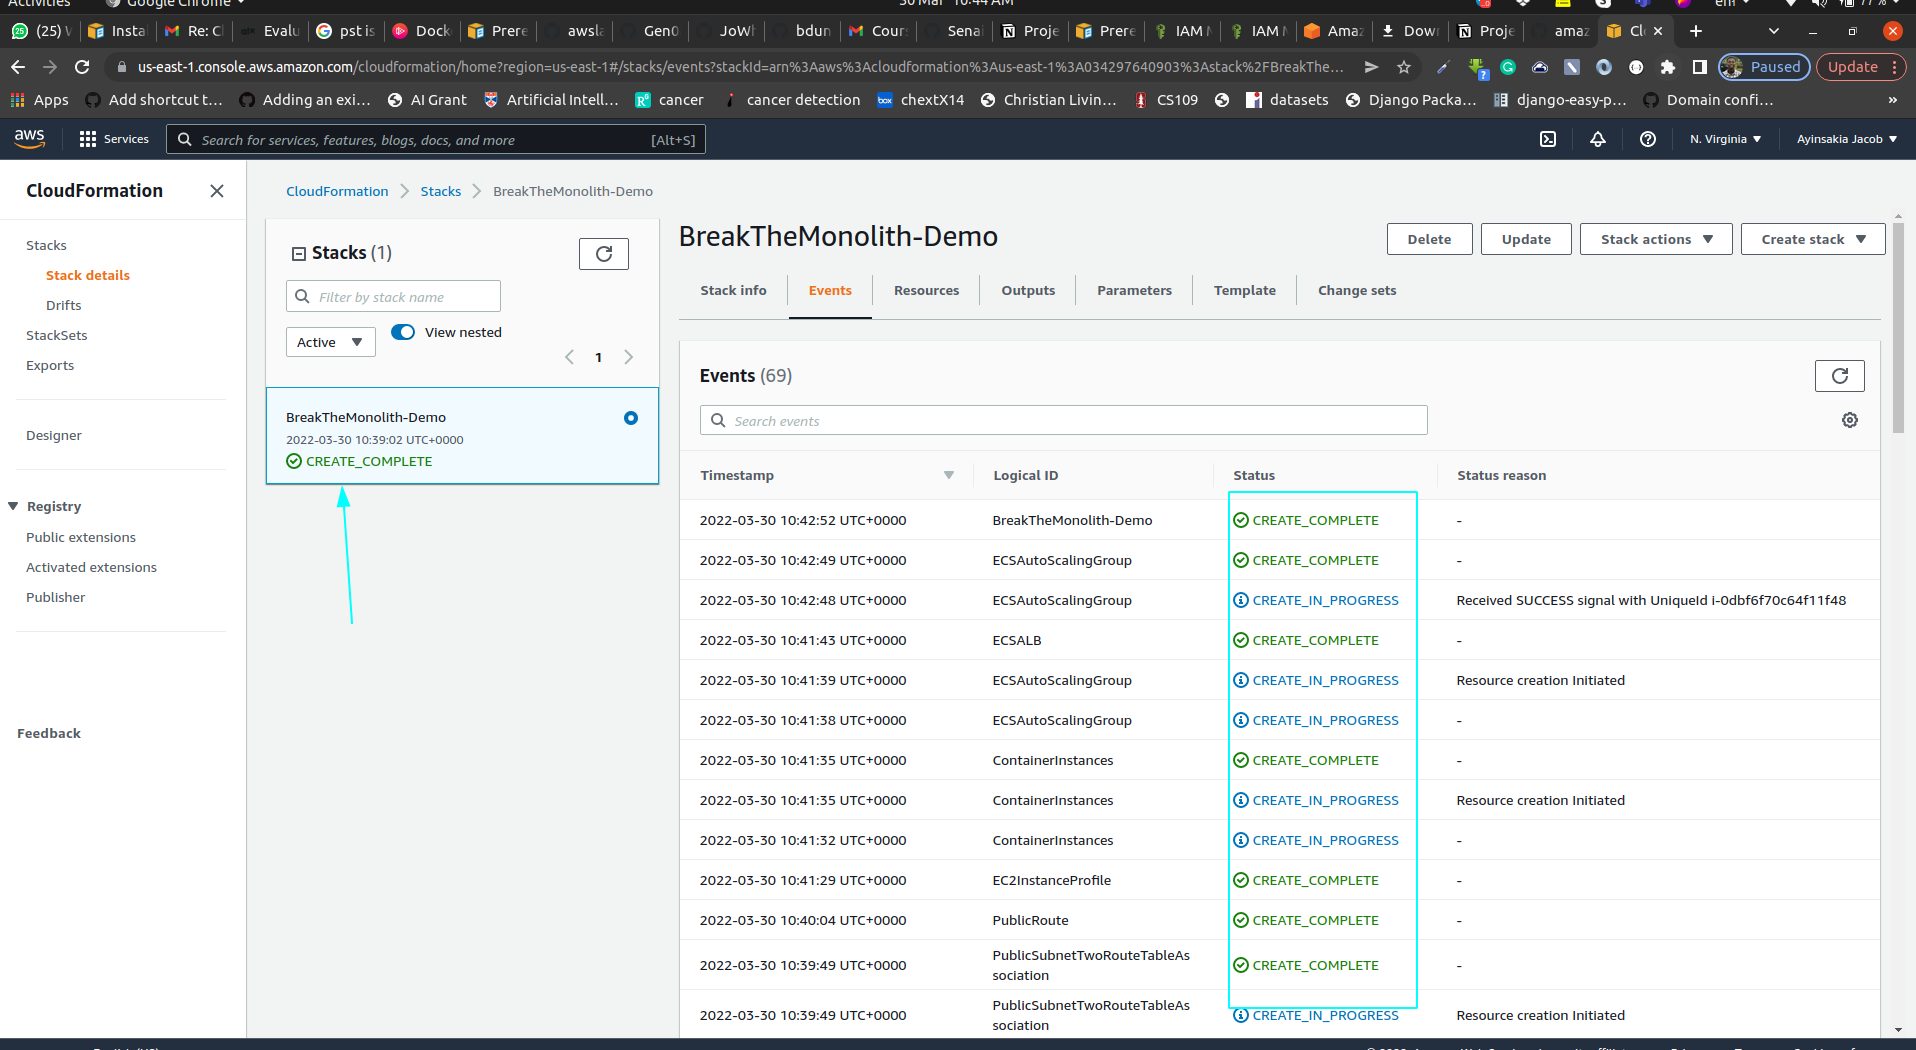 Activities
Google Chrome
30 Mar 10:44 AM
77 %
(25) W
Insta
Re: C
Evalu
pst is
Dock
Prere
awsla
Gen0
JoWh
bdun
Cour
Senai
Proje
Prere
IAM M
IAM M
Amaz
Down
Proje
amaz
Cl
us-east-1.console.aws.amazon.com/cloudformation/home?region=us-east-1#/stacks/events?stackId=arn%3Aaws%3Acloudformation%3Aus-east-1%3A034297640903%3Astack%2FBreakThe...
Paused
Update
Apps
Add shortcut t...
Adding an exi...
AI Grant
Artificial Intell...
cancer
cancer detection
chextX14
Christian Livin...
CS109
datasets
Django Packa...
django-easy-p...
Domain confi...
»
aws
Services
Search for services, features, blogs, docs, and more
[Alt+S]
N. Virginia
Ayinsakia Jacob
CloudFormation
Stacks
Stack details
Drifts
StackSets
Exports
Designer
Registry
Public extensions
Activated extensions
Publisher
Feedback
CloudFormation
Stacks
BreakTheMonolith-Demo
Stacks (1)
Filter by stack name
Active
View nested
1
BreakTheMonolith-Demo
2022-03-30 10:39:02 UTC+0000
CREATE_COMPLETE
BreakTheMonolith-Demo
Delete
Update
Stack actions
Create stack
Stack info
Events
Resources
Outputs
Parameters
Template
Change sets
Events (69)
Search events
Timestamp Logical ID Status Status reason
2022-03-30 10:42:52 UTC+0000 BreakTheMonolith-Demo CREATE_COMPLETE -
2022-03-30 10:42:49 UTC+0000 ECSAutoScalingGroup CREATE_COMPLETE -
2022-03-30 10:42:48 UTC+0000 ECSAutoScalingGroup CREATE_IN_PROGRESS Received SUCCESS signal with UniqueId i-0dbf6f70c64f11f48
2022-03-30 10:41:43 UTC+0000 ECSALB CREATE_COMPLETE -
2022-03-30 10:41:39 UTC+0000 ECSAutoScalingGroup CREATE_IN_PROGRESS Resource creation Initiated
2022-03-30 10:41:38 UTC+0000 ECSAutoScalingGroup CREATE_IN_PROGRESS -
2022-03-30 10:41:35 UTC+0000 ContainerInstances CREATE_COMPLETE -
2022-03-30 10:41:35 UTC+0000 ContainerInstances CREATE_IN_PROGRESS Resource creation Initiated
2022-03-30 10:41:32 UTC+0000 ContainerInstances CREATE_IN_PROGRESS -
2022-03-30 10:41:29 UTC+0000 EC2InstanceProfile CREATE_COMPLETE -
2022-03-30 10:40:04 UTC+0000 PublicRoute CREATE_COMPLETE -
2022-03-30 10:39:49 UTC+0000 PublicSubnetTwoRouteTableAs
sociation CREATE_COMPLETE -
2022-03-30 10:39:49 UTC+0000 PublicSubnetTwoRouteTableAs
sociation CREATE_IN_PROGRESS Resource creation Initiated